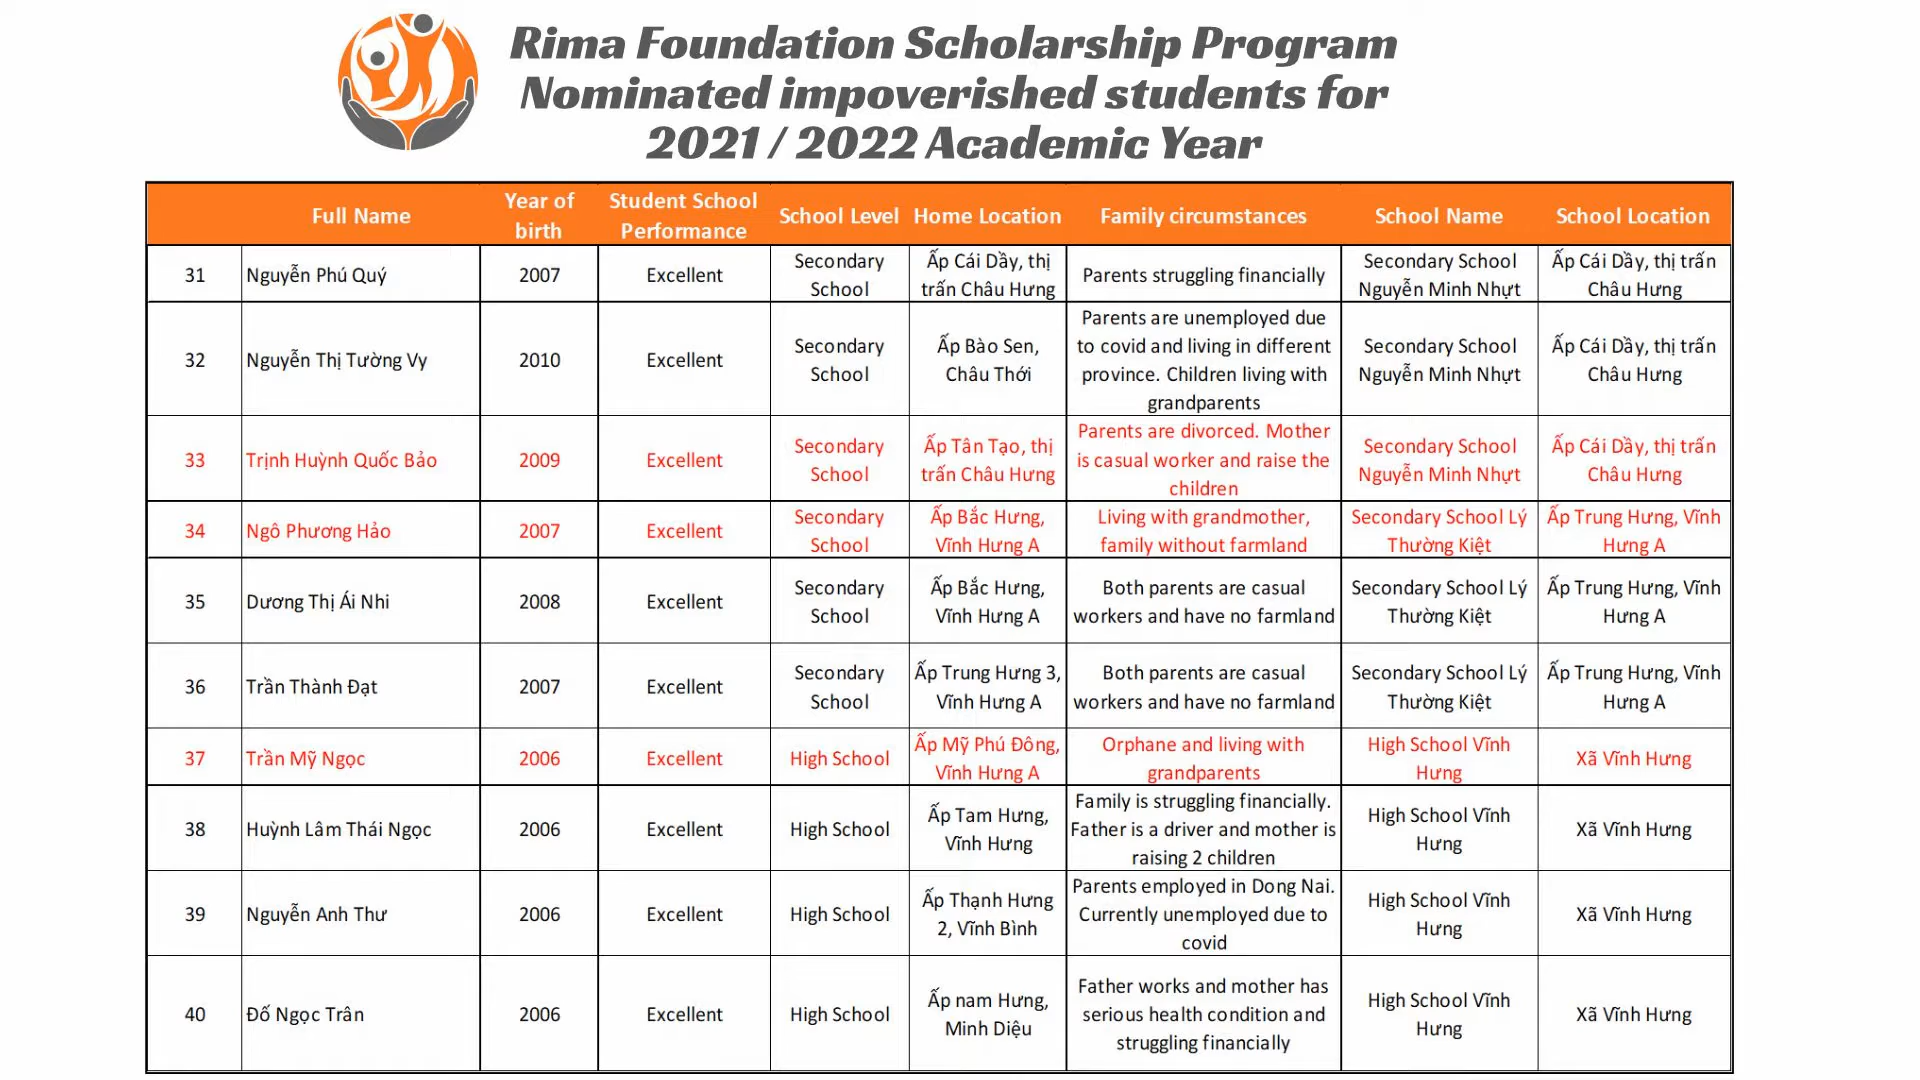 Rima Foundation Scholarship Program
Nominated impoverished students for
2021 / 2022 Academic Year
Full Name
Year of
birth
Student School
Performance
School Level
Home Location
Family circumstances
School Name
School Location
31
Nguyễn Phú Quý
2007
Excellent
Secondary
School
Ấp Cái Dầy, thị
trấn Châu Hưng
Parents struggling financially
Secondary School
Nguyễn Minh Nhựt
Ấp Cái Dầy, thị trấn
Châu Hưng
32
Nguyễn Thị Tường Vy
2010
Excellent
Secondary
School
Ấp Bào Sen,
Châu Thới
Parents are unemployed due
to covid and living in different
province. Children living with
grandparents
Secondary School
Nguyễn Minh Nhựt
Ấp Cái Dầy, thị trấn
Châu Hưng
33
Trịnh Huỳnh Quốc Bảo
2009
Excellent
Secondary
School
Ấp Tân Tạo, thị
trấn Châu Hưng
Parents are divorced. Mother
is casual worker and raise the
children
Secondary School
Nguyễn Minh Nhựt
Ấp Cái Dầy, thị trấn
Châu Hưng
34
Ngô Phương Hảo
2007
Excellent
Secondary
School
Ấp Bắc Hưng,
Vĩnh Hưng A
Living with grandmother,
family without farmland
Secondary School Lý
Thường Kiệt
Ấp Trung Hưng, Vĩnh
Hưng A
35
Dương Thị Ái Nhi
2008
Excellent
Secondary
School
Ấp Bắc Hưng,
Vĩnh Hưng A
Both parents are casual
workers and have no farmland
Secondary School Lý
Thường Kiệt
Ấp Trung Hưng, Vĩnh
Hưng A
36
Trần Thành Đạt
2007
Excellent
Secondary
School
Ấp Trung Hưng 3,
Vĩnh Hưng A
Both parents are casual
workers and have no farmland
Secondary School Lý
Thường Kiệt
Ấp Trung Hưng, Vĩnh
Hưng A
37
Trần Mỹ Ngọc
2006
Excellent
High School
Ấp Mỹ Phú Đông,
Vĩnh Hưng A
Orphane and living with
grandparents
High School Vĩnh
Hưng
Xã Vĩnh Hưng
38
Huỳnh Lâm Thái Ngọc
2006
Excellent
High School
Ấp Tam Hưng,
Vĩnh Hưng
Family is struggling financially.
Father is a driver and mother is
raising 2 children
High School Vĩnh
Hưng
Xã Vĩnh Hưng
39
Nguyễn Anh Thư
2006
Excellent
High School
Ấp Thạnh Hưng
2, Vĩnh Bình
Parents employed in Dong Nai.
Currently unemployed due to
covid
High School Vĩnh
Hưng
Xã Vĩnh Hưng
40
Đố Ngọc Trân
2006
Excellent
High School
Ấp nam Hưng,
Minh Diệu
Father works and mother has
serious health condition and
struggling financially
High School Vĩnh
Hưng
Xã Vĩnh Hưng